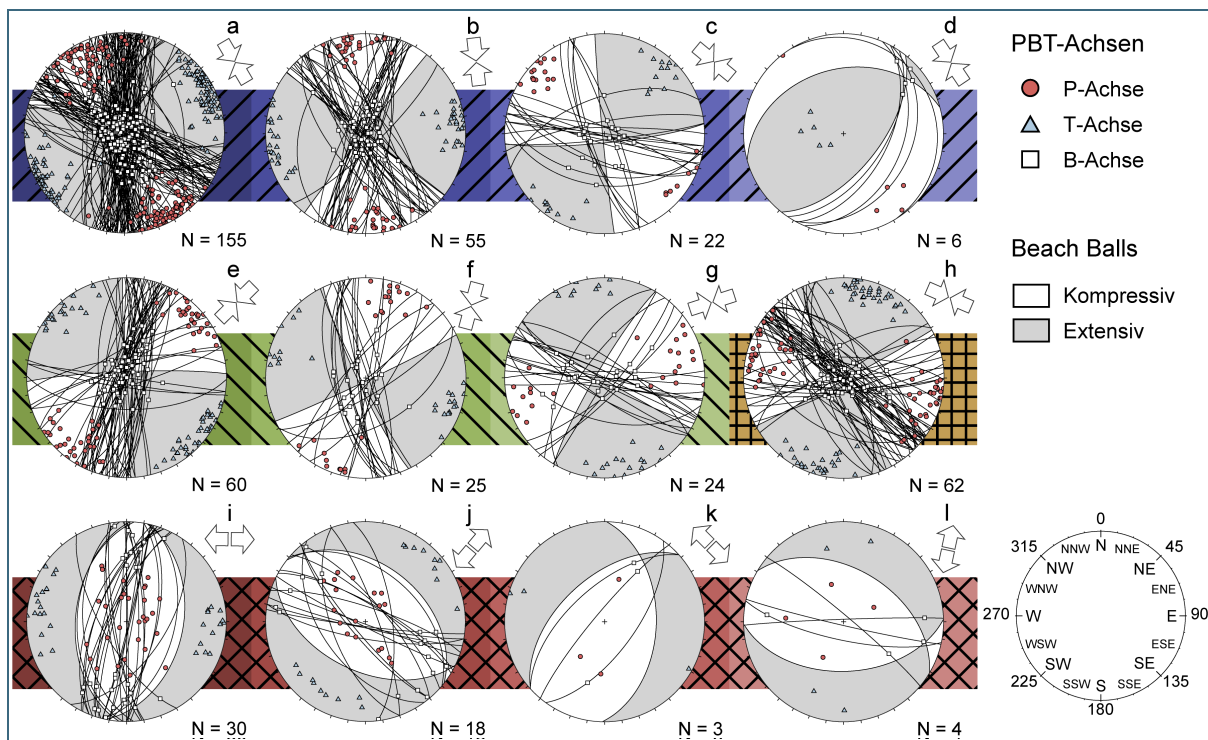 a
b
c
d
N = 155
N = 55
N = 22
N = 6
PBT-Achsen
P-Achse
T-Achse
B-Achse
Beach Balls
Kompressiv
Extensiv
e
f
g
h
N = 60
N = 25
N = 24
N = 62
i
j
k
l
N = 30
N = 18
N = 3
N = 4
0
315 NNW N NNE 45
NW NE
WNW ENE
270 W E 90
WSW ESE
SW SE
225 SSW S SSE 135
180